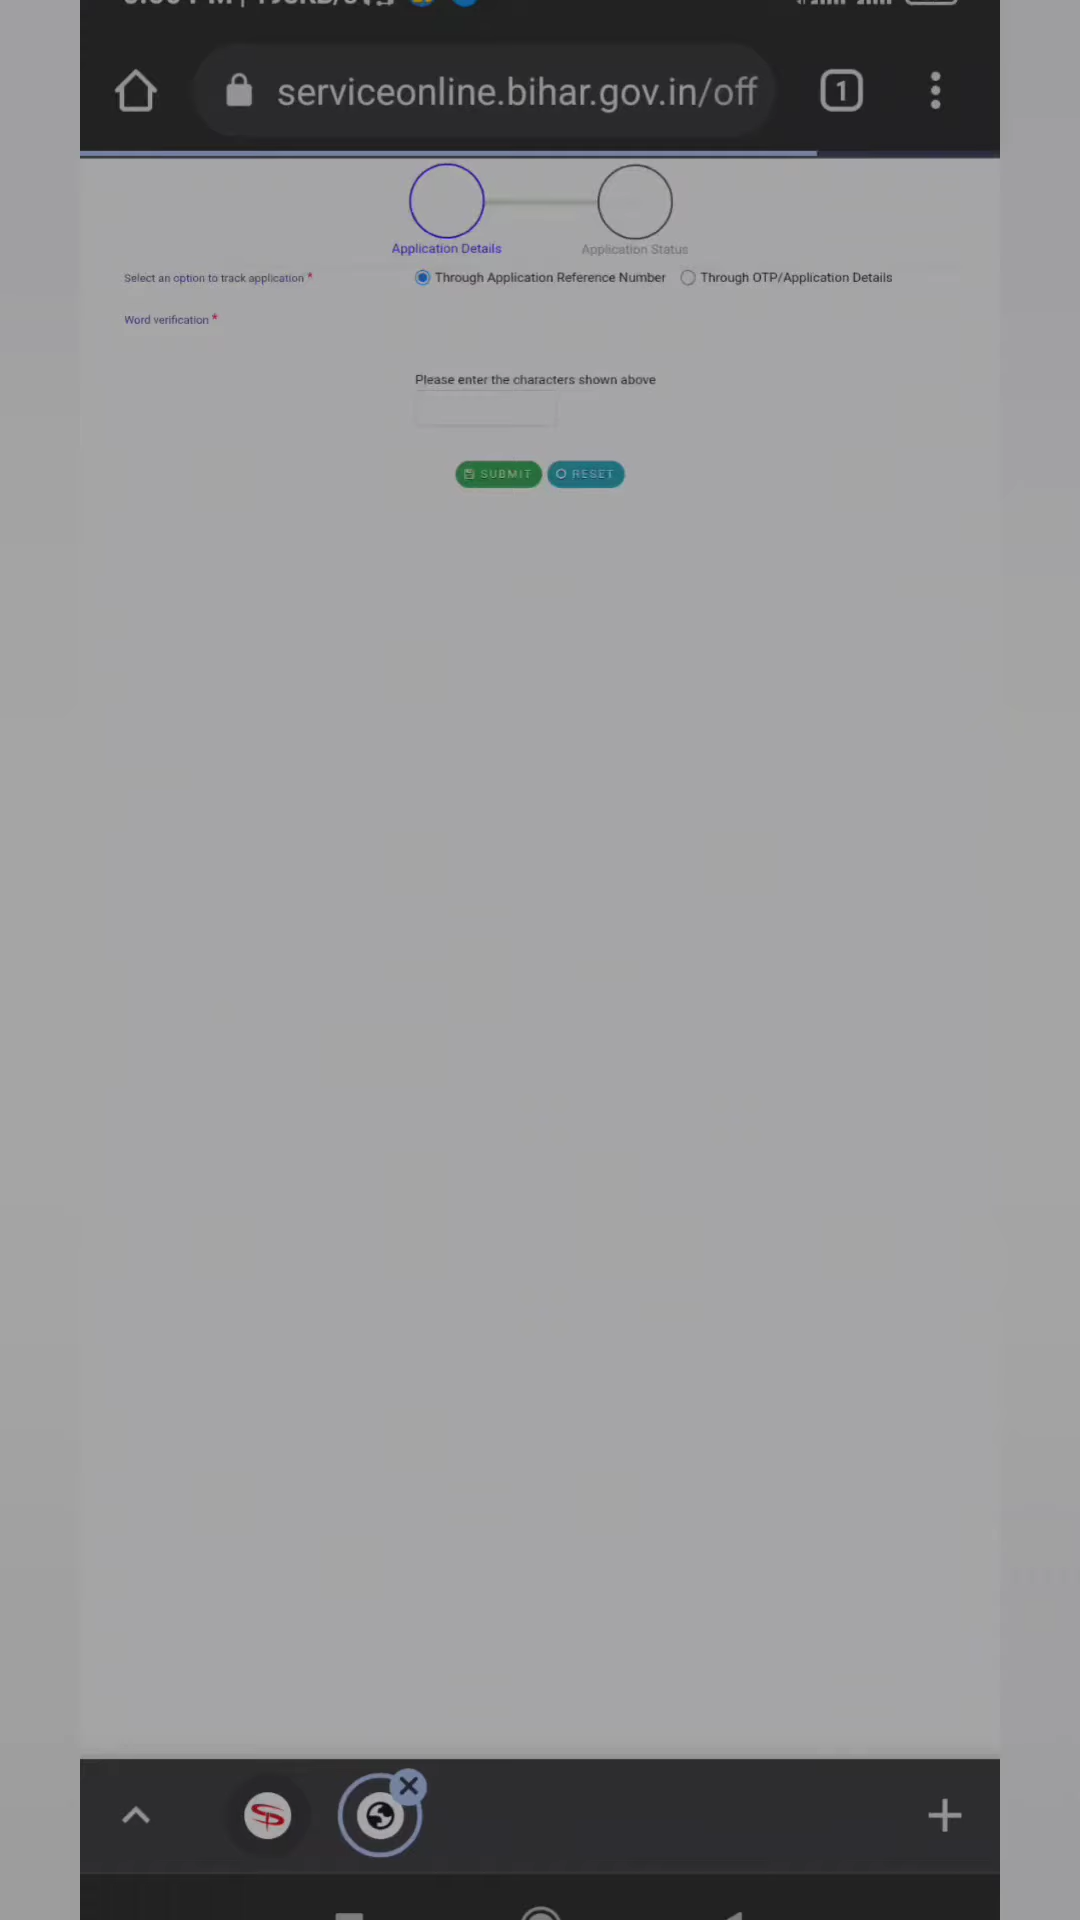 serviceonline.bihar.gov.in/off
1
Application Details
Application Status
Select an option to track application *
Through Application Reference Number
Through OTP/Application Details
Word verification *
Please enter the characters shown above
SUBMIT
RESET